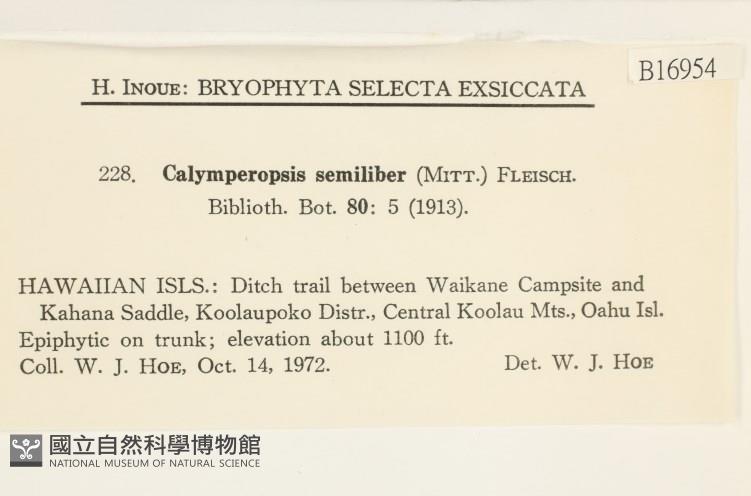 B16954
H. INOUE: BRYOPHYTA SELECTA EXSICCATA
228. Calymperopsis semiliber (MITT.) FLEISCH.
Biblioth. Bot. 80: 5 (1913).
HAWAIIAN ISLS.: Ditch trail between Waikane Campsite and
Kahana Saddle, Koolaupoko Distr., Central Koolau Mts., Oahu Isl.
Epiphytic on trunk; elevation about 1100 ft.
Coll. W. J. HOE, Oct. 14, 1972. Det. W. J. HOE
國立自然科學博物館
NATIONAL MUSEUM OF NATURAL SCIENCE